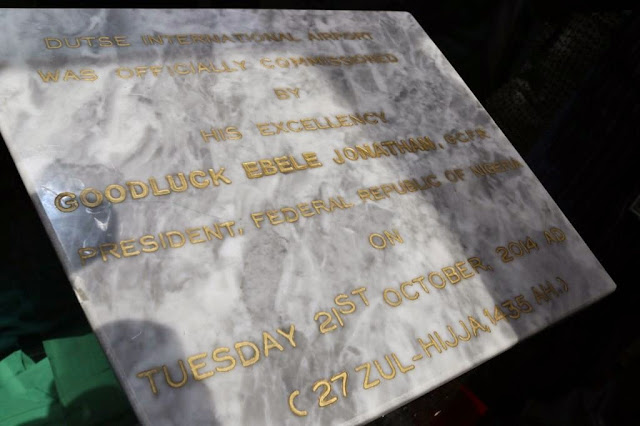 DUTSE INTERNATIONAL AIRPORT
WAS OFFICIALLY COMMISSIONED
BY
HIS EXCELLENCY
GOODLUCK EBELE JONATHAN, GCFR
PRESIDENT, FEDERAL REPUBLIC OF NIGERIA
ON
TUESDAY 21ST OCTOBER, 2014 AD
( 27 ZUL-HIJJA, 1435 AH.)